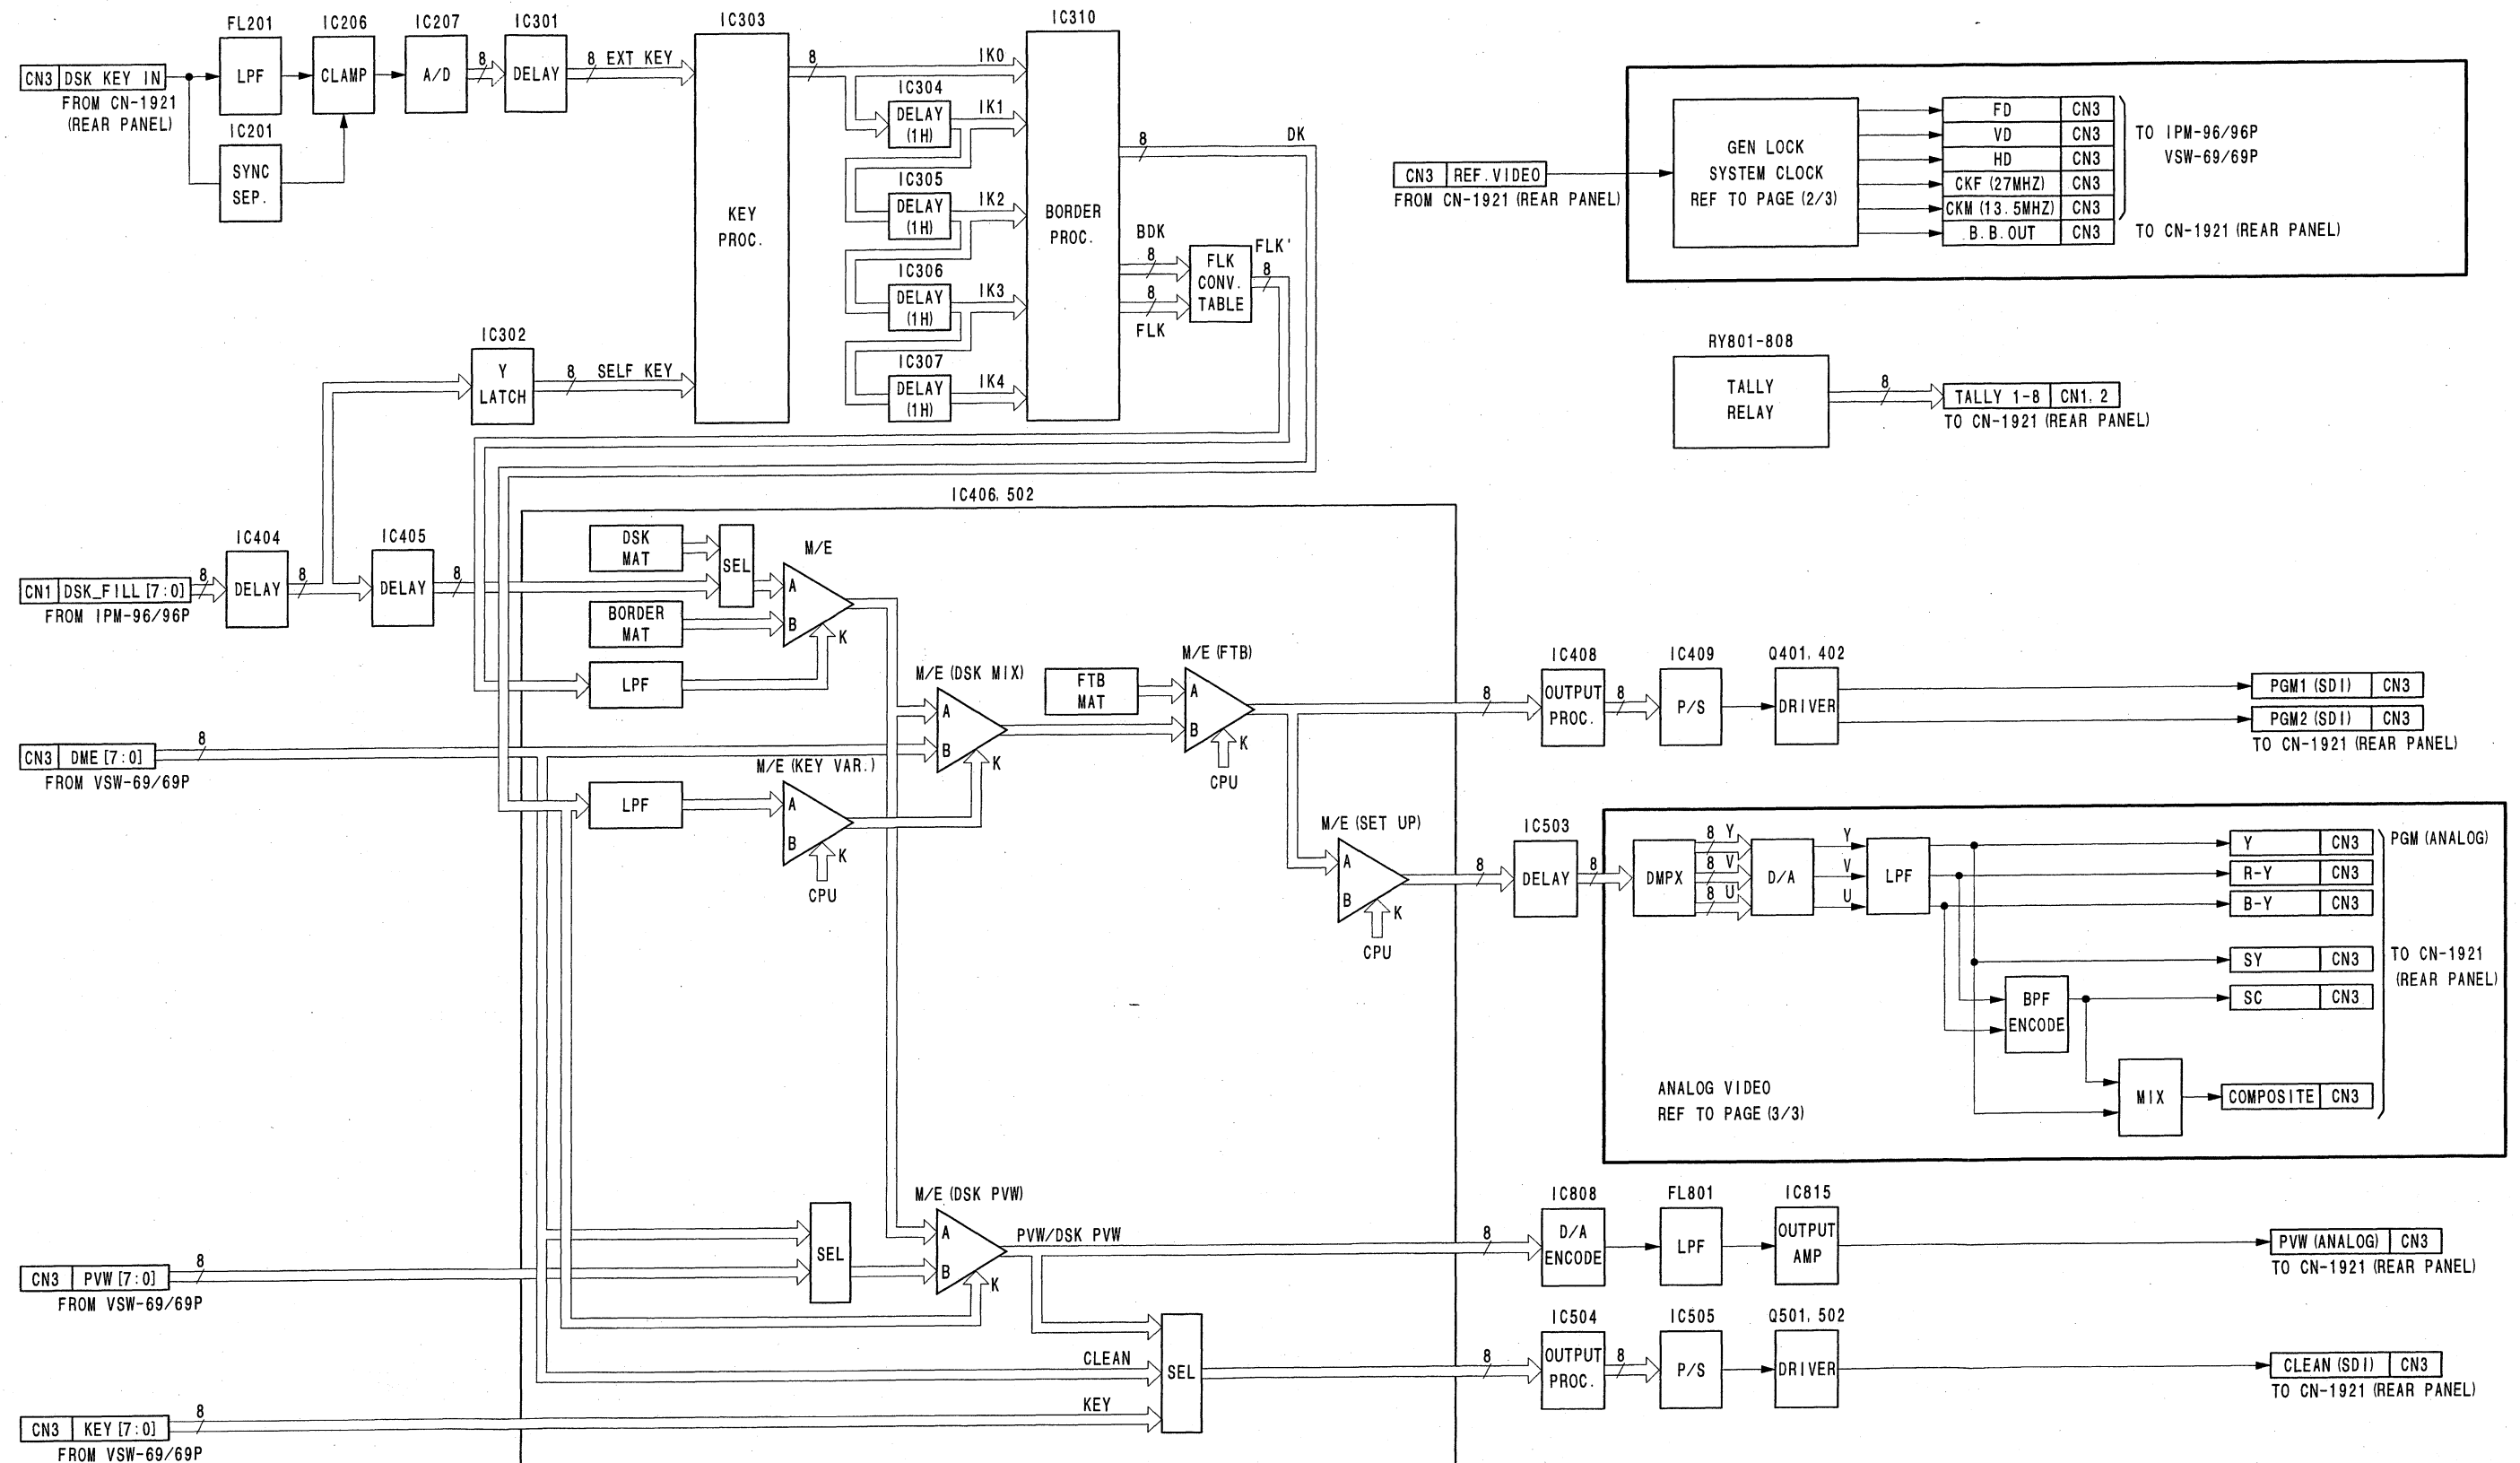 FL201
IC206
IC207
IC301
IC303
IC310
CN3 DSK KEY IN
FROM CN-1921
(REAR PANEL)
LPF
CLAMP
A/D
8
DELAY
8 EXT KEY
IC201
SYNC
SEP.
KEY
PROC.
8
IK0
IC304
DELAY
(1H)
IK1
IC305
DELAY
(1H)
IK2
IC306
DELAY
(1H)
IK3
IC307
DELAY
(1H)
IK4
BORDER
PROC.
8
DK
BDK
8
8
FLK
FLK
CONV.
TABLE
FLK'
8
IC302
Y
LATCH
8 SELF KEY
CN3 REF.VIDEO
FROM CN-1921 (REAR PANEL)
GEN LOCK
SYSTEM CLOCK
REF TO PAGE (2/3)
FD CN3
VD CN3
HD CN3
CKF (27MHZ) CN3
CKM (13.5MHZ) CN3
B.B.OUT CN3
TO IPM-96/96P
VSW-69/69P
TO CN-1921 (REAR PANEL)
RY801-808
TALLY
RELAY
8
TALLY 1-8 CN1, 2
TO CN-1921 (REAR PANEL)
IC406, 502
CN1 DSK_FILL [7:0]
FROM IPM-96/96P
8
IC404
DELAY
8
IC405
DELAY
8
DSK
MAT
SEL
BORDER
MAT
LPF
M/E
A
B
K
CN3 DME [7:0]
FROM VSW-69/69P
8
LPF
M/E (KEY VAR.)
A
B
K
CPU
M/E (DSK MIX)
A
B
K
FTB
MAT
M/E (FTB)
A
B
K
CPU
M/E (SET UP)
A
B
K
CPU
8
IC408
OUTPUT
PROC.
8
IC409
P/S
Q401, 402
DRIVER
PGM1 (SDI) CN3
PGM2 (SDI) CN3
TO CN-1921 (REAR PANEL)
8
IC503
DELAY
8
DMPX
8 Y
8 V
8 U
D/A
Y
V
U
LPF
Y CN3
R-Y CN3
B-Y CN3
SY CN3
SC CN3
COMPOSITE CN3
PGM (ANALOG)
TO CN-1921
(REAR PANEL)
BPF
ENCODE
MIX
ANALOG VIDEO
REF TO PAGE (3/3)
CN3 PVW [7:0]
FROM VSW-69/69P
8
SEL
M/E (DSK PVW)
A
B
K
PVW/DSK PVW
8
IC808
D/A
ENCODE
FL801
LPF
IC815
OUTPUT
AMP
PVW (ANALOG) CN3
TO CN-1921 (REAR PANEL)
CN3 KEY [7:0]
FROM VSW-69/69P
8
CLEAN
KEY
SEL
8
IC504
OUTPUT
PROC.
8
IC505
P/S
Q501, 502
DRIVER
CLEAN (SDI) CN3
TO CN-1921 (REAR PANEL)